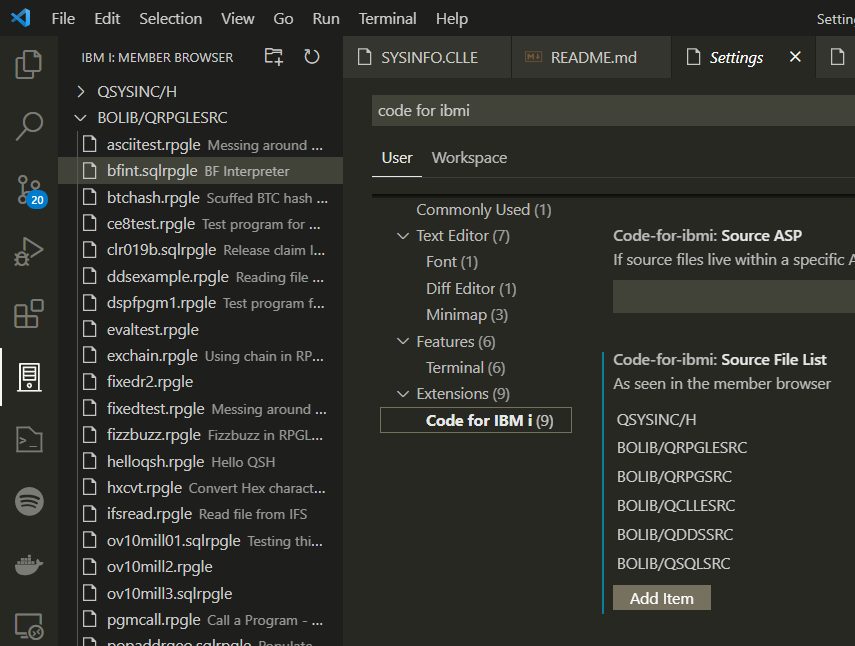 File Edit Selection View Go Run Terminal Help
IBM I: MEMBER BROWSER
QSYSINC/H
BOLIB/QRPGLESRC
asciitest.rpgle Messing around ...
bfint.sqlrpgle BF Interpreter
btchash.rpgle Scuffed BTC hash ...
ce8test.rpgle Test program for ...
clr019b.sqlrpgle Release claim I...
ddsexample.rpgle Reading file ...
dspfpgm1.rpgle Test program f...
evaltest.rpgle
exchain.rpgle Using chain in RP...
fixedr2.rpgle
fixedtest.rpgle Messing around ...
fizzbuzz.rpgle Fizzbuzz in RPGL...
helloqsh.rpgle Hello QSH
hxcvt.rpgle Convert Hex charact...
ifsread.rpgle Read file from IFS
ov10mill01.sqlrpgle Testing thi...
ov10mill2.rpgle
ov10mill3.sqlrpgle
pgmcall.rpgle Call a Program - ...
20
SYSINFO.CLLE README.md Settings
code for ibmi
User Workspace
Commonly Used (1)
Text Editor (7)
Font (1)
Diff Editor (1)
Minimap (3)
Features (6)
Terminal (6)
Extensions (9)
Code for IBM i (9)
Code-for-ibmi: Source ASP
If source files live within a specific
Code-for-ibmi: Source File List
As seen in the member browser
QSYSINC/H
BOLIB/QRPGLESRC
BOLIB/QRPGSRC
BOLIB/QCLLESRC
BOLIB/QDDSSRC
BOLIB/QSQLSRC
Add Item